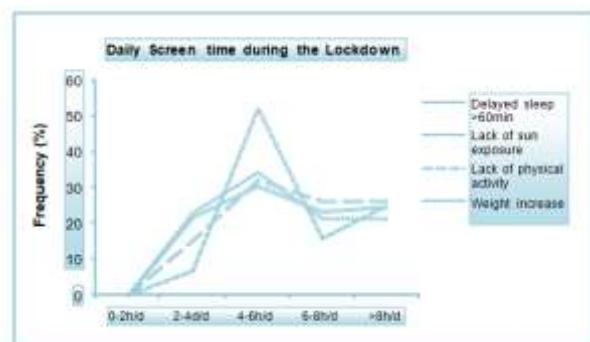 Daily Screen time during the Lockdown
60
50
40
30
20
10
0
Frequency (%)
0-2h/d
2-4d/d
4-6h/d
6-8h/d
>8h/d
Delayed sleep
>60min
Lack of sun
exposure
Lack of physical
activity
Weight increase